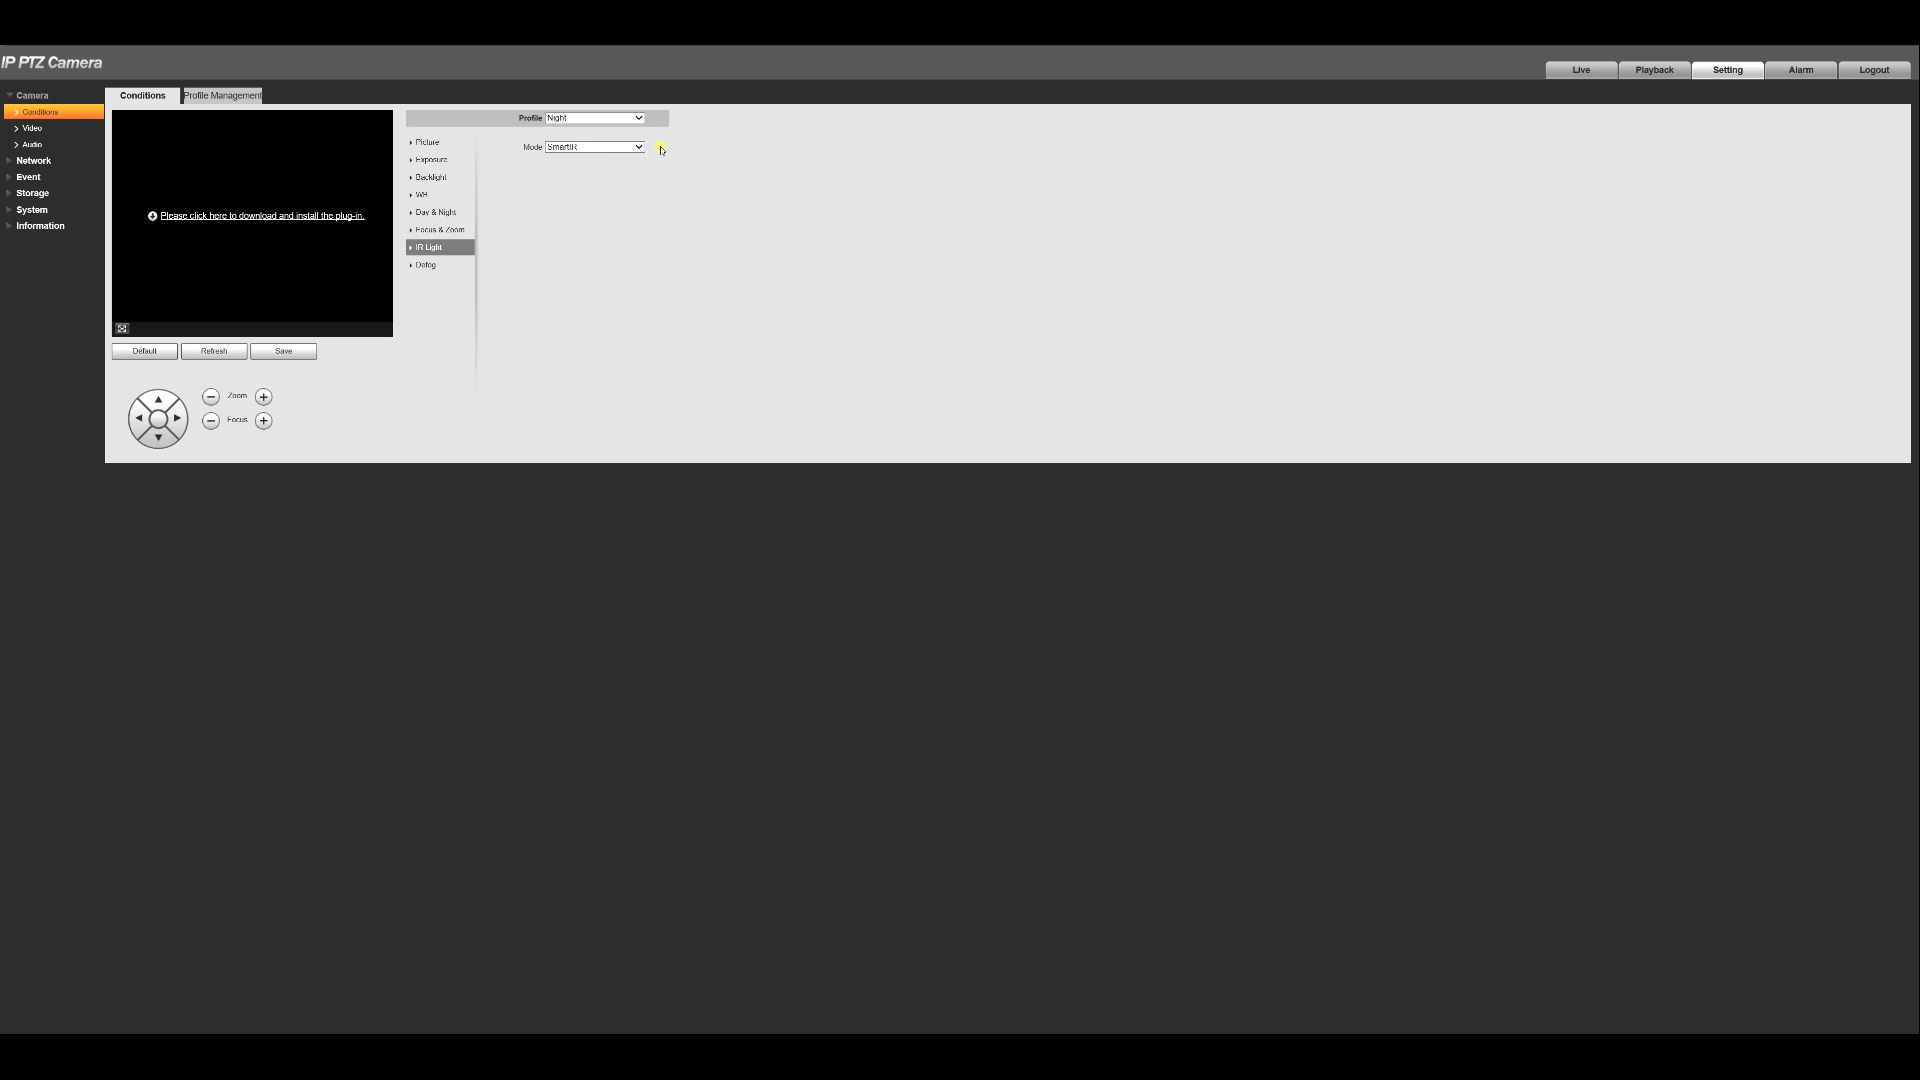 IP PTZ Camera
Live
Playback
Setting
Alarm
Logout
Camera
Conditions
Video
Audio
Network
Event
Storage
System
Information
Conditions
Profile Management
Please click here to download and install the plug-in.
Default
Refresh
Save
Zoom
Focus
Profile Night
Picture
Exposure
Backlight
WB
Day & Night
Focus & Zoom
IR Light
Defog
Mode SmartIR